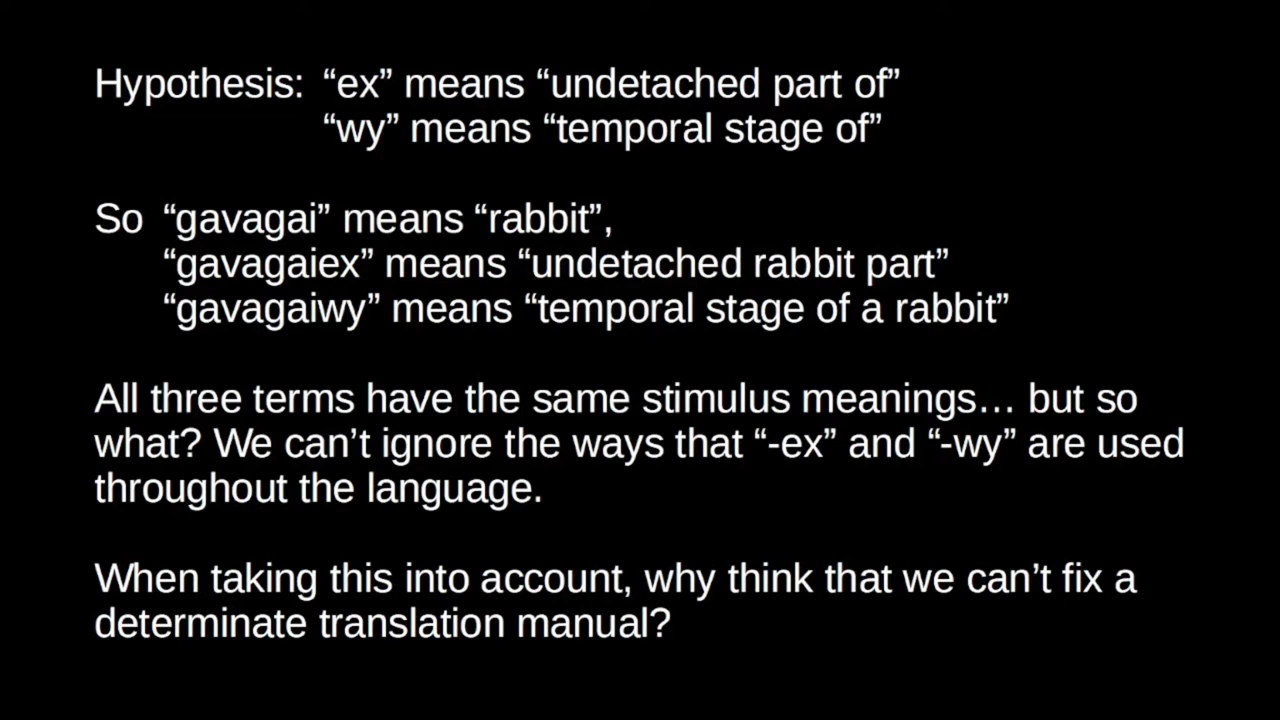 Hypothesis: “ex” means “undetached part of”
“wy” means “temporal stage of”
So “gavagai” means “rabbit”,
“gavagaiex” means “undetached rabbit part”
“gavagaiwy” means “temporal stage of a rabbit”
All three terms have the same stimulus meanings… but so
what? We can’t ignore the ways that “-ex” and “-wy” are used
throughout the language.
When taking this into account, why think that we can’t fix a
determinate translation manual?